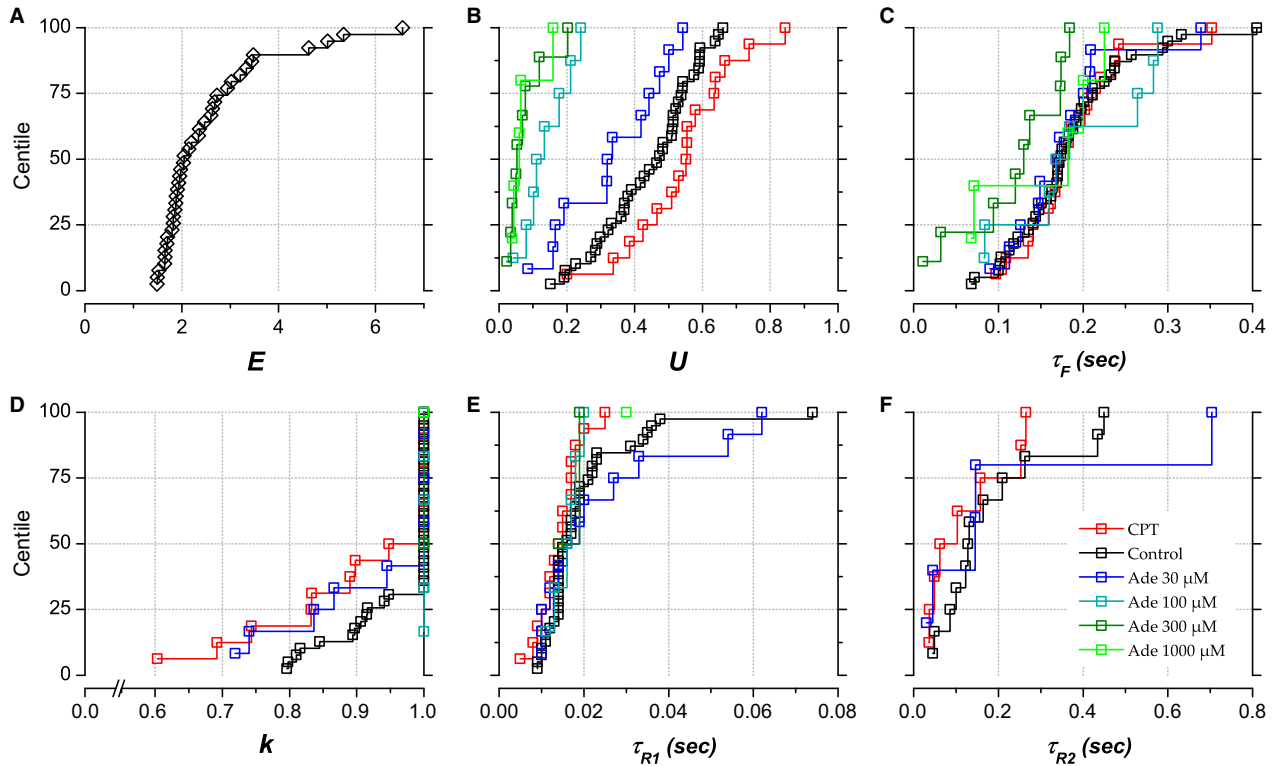 A
B
C
100
75
50
25
0
Centile
0 2 4 6
0.0 0.2 0.4 0.6 0.8 1.0
0.0 0.1 0.2 0.3 0.4
E
U
τF (sec)
D
E
F
100
75
50
25
0
Centile
CPT
Control
Ade 30 µM
Ade 100 µM
Ade 300 µM
Ade 1000 µM
0.0 0.6 0.7 0.8 0.9 1.0
0.00 0.02 0.04 0.06 0.08
0.0 0.2 0.4 0.6 0.8
k
τR1 (sec)
τR2 (sec)